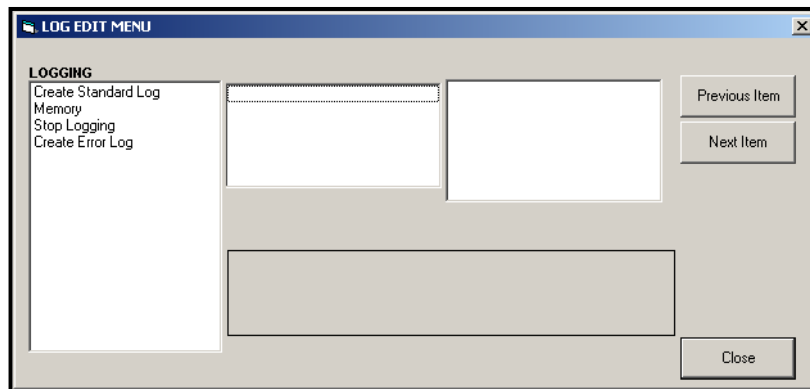 LOG EDIT MENU
LOGGING
Create Standard Log
Memory
Stop Logging
Create Error Log
Previous Item
Next Item
Close